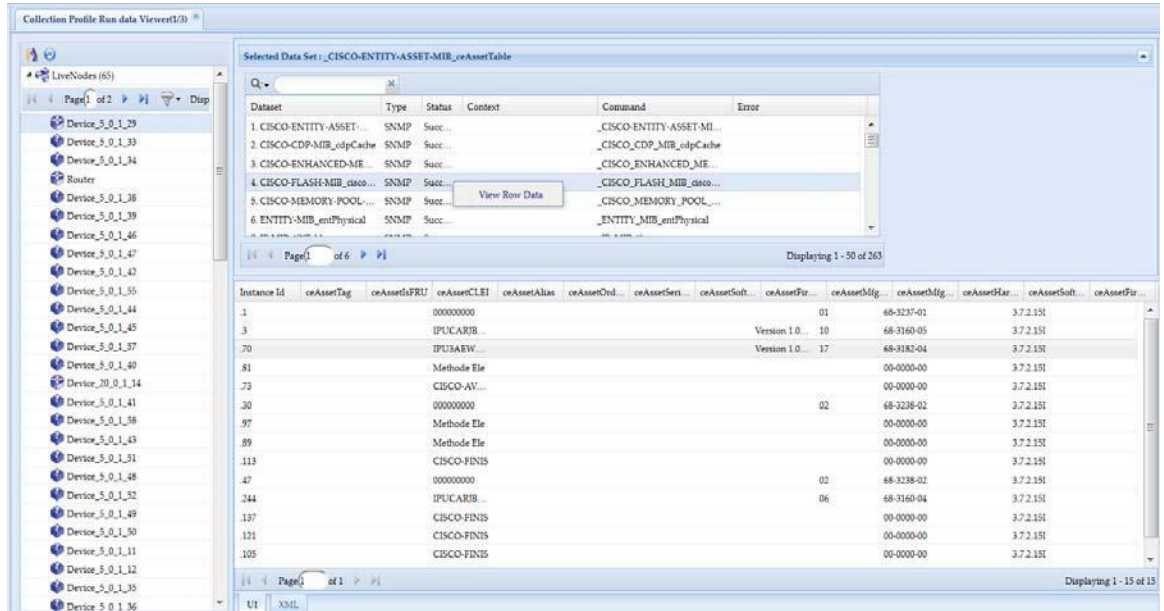 Collection Profile Run data Viewer(1/3)
LiveNodes (65)
Page 1 of 2 Disp
Device_5_0_1_29
Device_5_0_1_33
Device_5_0_1_34
Router
Device_5_0_1_38
Device_5_0_1_39
Device_5_0_1_46
Device_5_0_1_47
Device_5_0_1_42
Device_5_0_1_55
Device_5_0_1_44
Device_5_0_1_45
Device_5_0_1_57
Device_5_0_1_40
Device_20_0_1_14
Device_5_0_1_41
Device_5_0_1_58
Device_5_0_1_43
Device_5_0_1_51
Device_5_0_1_48
Device_5_0_1_52
Device_5_0_1_49
Device_5_0_1_50
Device_5_0_1_11
Device_5_0_1_12
Device_5_0_1_35
Device_5_0_1_36
Selected Data Set : _CISCO-ENTITY-ASSET-MIB_ceAssetTable
Dataset Type Status Context Command Error
1. CISCO-ENTITY-ASSET-... SNMP Succ... _CISCO-ENTITY-ASSET-MI...
2. CISCO-CDP-MIB_cdpCache SNMP Succ... _CISCO_CDP_MIB_cdpCache
3. CISCO-ENHANCED-ME... SNMP Succ... _CISCO_ENHANCED_ME...
4. CISCO-FLASH-MIB_cisco... SNMP Succ... _CISCO_FLASH_MIB_cisco...
View Row Data
5. CISCO-MEMORY-POOL-... SNMP Succ... _CISCO_MEMORY_POOL_...
6. ENTITY-MIB_entPhysical SNMP Succ... _ENTITY_MIB_entPhysical
Page 1 of 6 Displaying 1 - 50 of 263
Instance Id ceAssetTag ceAssetIsFRU ceAssetCLEI ceAssetAlias ceAssetOrd... ceAssetSeri... ceAssetSoft... ceAssetFir... ceAssetMfg... ceAssetMfg... ceAssetHar... ceAssetSoft... ceAssetFir...
.1 000000000 01 68-3237-01 3.7.2.15I
.3 IPUCARJB... Version 1.0... 10 68-3160-05 3.7.2.15I
.70 IPU3AEW... Version 1.0... 17 68-3182-04 3.7.2.15I
.81 Methode Ele 00-0000-00 3.7.2.15I
.73 CISCO-AV... 00-0000-00 3.7.2.15I
.30 000000000 02 68-3238-02 3.7.2.15I
.97 Methode Ele 00-0000-00 3.7.2.15I
.89 Methode Ele 00-0000-00 3.7.2.15I
.113 CISCO-FINIS 00-0000-00 3.7.2.15I
.47 000000000 02 68-3238-02 3.7.2.15I
.244 IPUCARJB... 06 68-3160-04 3.7.2.15I
.137 CISCO-FINIS 00-0000-00 3.7.2.15I
.121 CISCO-FINIS 00-0000-00 3.7.2.15I
.105 CISCO-FINIS 00-0000-00 3.7.2.15I
Page 1 of 1 Displaying 1 - 15 of 15
UI XML